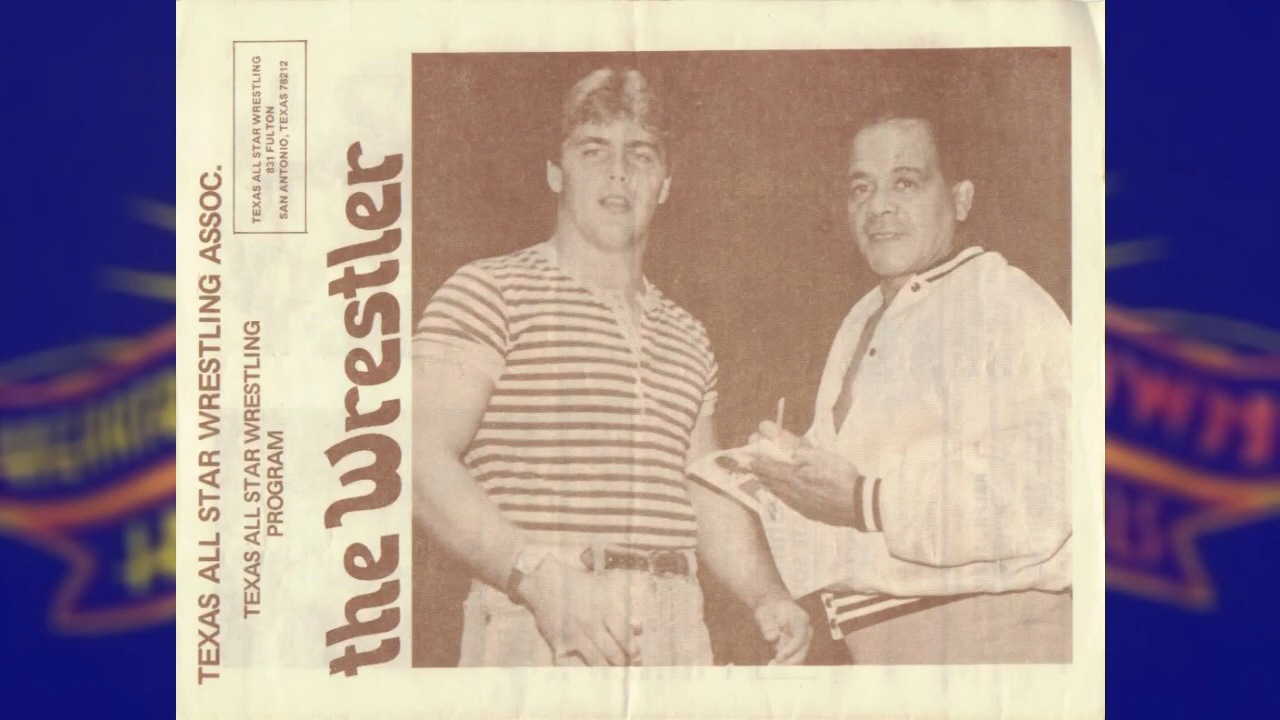 TEXAS ALL STAR WRESTLING ASSOC.
TEXAS ALL STAR WRESTLING
PROGRAM
TEXAS ALL STAR WRESTLING
831 FULTON
SAN ANTONIO, TEXAS 78212
the Wrestler